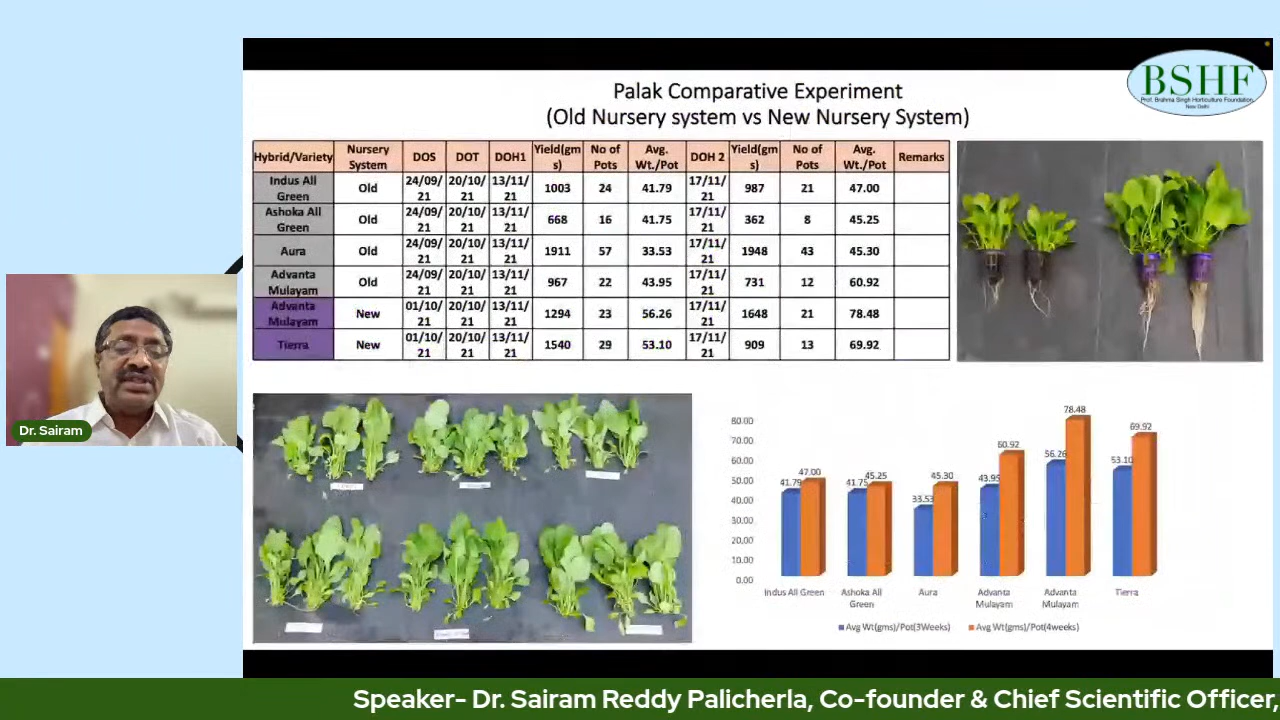 BSHF
Prof. Brahma Singh Horticulture Foundation,
New Delhi
Palak Comparative Experiment
(Old Nursery system vs New Nursery System)
Hybrid/Variety Nursery System DOS DOT DOH1 Yield(gms) No of Pots Avg. Wt./Pot DOH 2 Yield(gms) No of Pots Avg. Wt./Pot Remarks
Indus All Green Old 24/09/21 20/10/21 13/11/21 1003 24 41.79 17/11/21 987 21 47.00
Ashoka All Green Old 24/09/21 20/10/21 13/11/21 668 16 41.75 17/11/21 362 8 45.25
Aura Old 24/09/21 20/10/21 13/11/21 1911 57 33.53 17/11/21 1948 43 45.30
Advanta Mulayam Old 24/09/21 20/10/21 13/11/21 967 22 43.95 17/11/21 731 12 60.92
Advanta Mulayam New 01/10/21 20/10/21 13/11/21 1294 23 56.26 17/11/21 1648 21 78.48
Tierra New 01/10/21 20/10/21 13/11/21 1540 29 53.10 17/11/21 909 13 69.92
Dr. Sairam
80.00
70.00
60.00
50.00
40.00
30.00
20.00
10.00
0.00
41.79 47.00
41.75 45.25
33.53 45.30
43.95 60.92
56.26 78.48
53.10 69.92
Indus All Green
Ashoka All Green
Aura
Advanta Mulayam
Advanta Mulayam
Tierra
Avg Wt(gms)/Pot(3Weeks) Avg Wt(gms)/Pot(4weeks)
Speaker- Dr. Sairam Reddy Palicherla, Co-founder & Chief Scientific Officer,